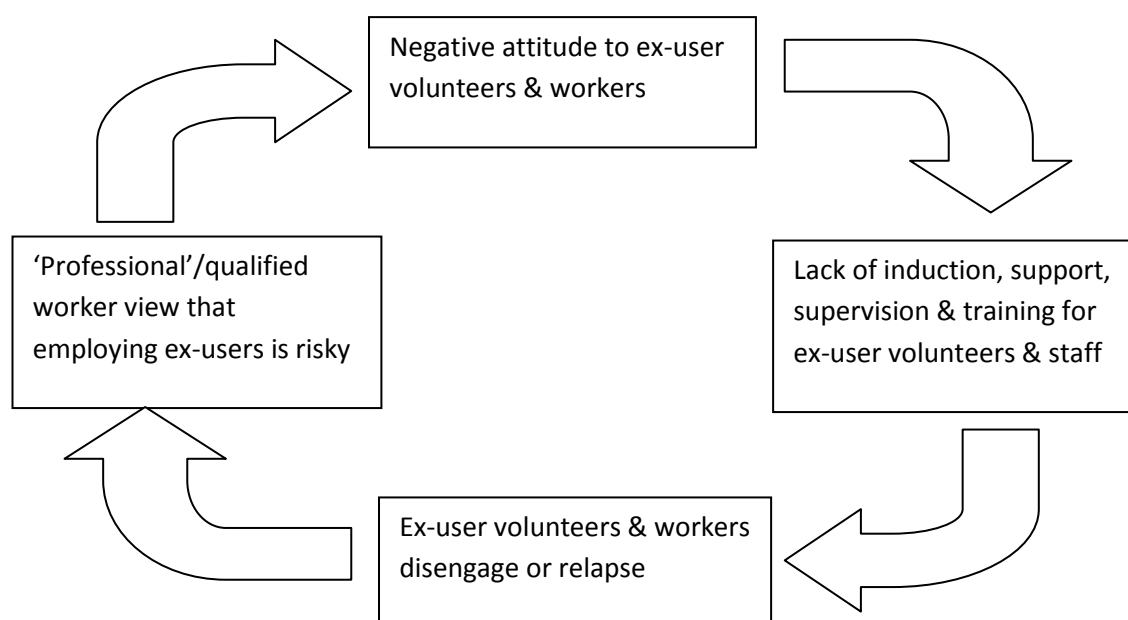 Negative attitude to ex-user
volunteers & workers
‘Professional’/qualified
worker view that
employing ex-users is risky
Lack of induction, support,
supervision & training for
ex-user volunteers & staff
Ex-user volunteers & workers
disengage or relapse